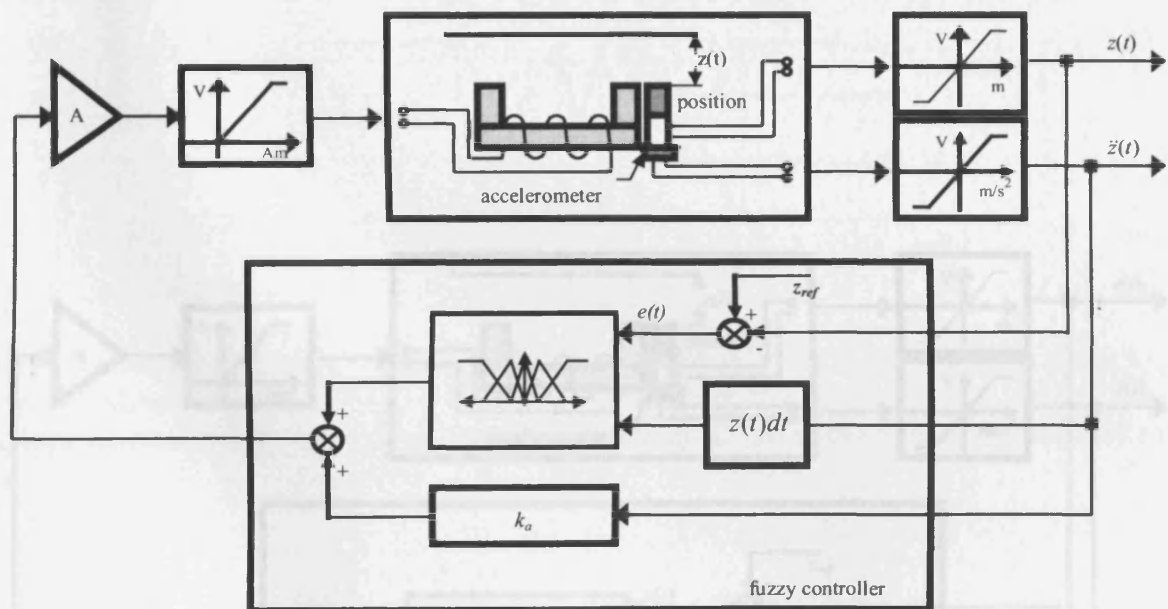 A
V
Am
z(t)
position
accelerometer
V
m
z(t)
V
m/s²
z̈(t)
z_ref
+
-
e(t)
z(t)dt
+
+
k_a
fuzzy controller